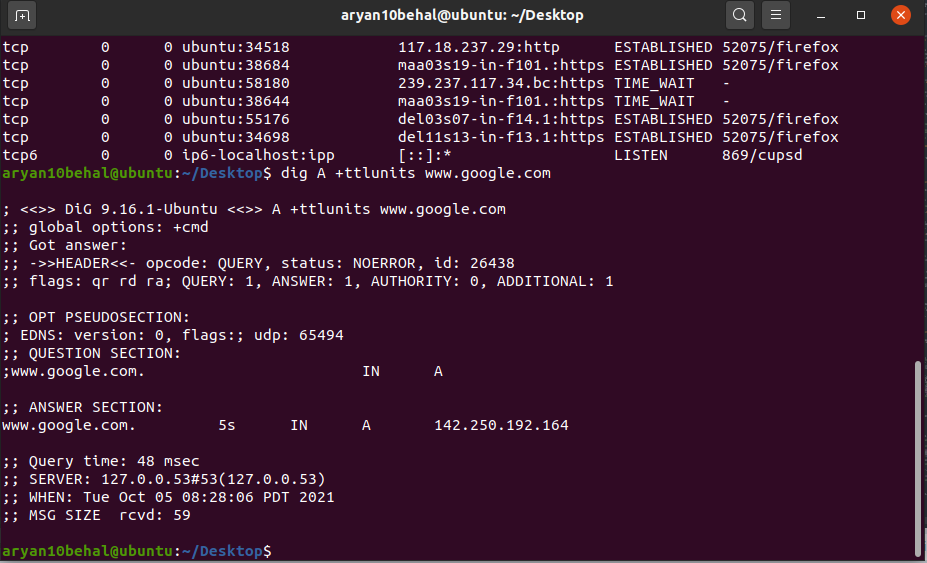 aryan10behal@ubuntu: ~/Desktop
tcp        0      0 ubuntu:34518            117.18.237.29:http      ESTABLISHED 52075/firefox
tcp        0      0 ubuntu:38684            maa03s19-in-f101.:https ESTABLISHED 52075/firefox
tcp        0      0 ubuntu:58180            239.237.117.34.bc:https TIME_WAIT   -
tcp        0      0 ubuntu:38644            maa03s19-in-f101.:https TIME_WAIT   -
tcp        0      0 ubuntu:55176            del03s07-in-f14.1:https ESTABLISHED 52075/firefox
tcp        0      0 ubuntu:34698            del11s13-in-f13.1:https ESTABLISHED 52075/firefox
tcp6       0      0 ip6-localhost:ipp       [::]:*                  LISTEN      869/cupsd
aryan10behal@ubuntu:~/Desktop$ dig A +ttlunits www.google.com
; <<>> DiG 9.16.1-Ubuntu <<>> A +ttlunits www.google.com
;; global options: +cmd
;; Got answer:
;; ->>HEADER<<- opcode: QUERY, status: NOERROR, id: 26438
;; flags: qr rd ra; QUERY: 1, ANSWER: 1, AUTHORITY: 0, ADDITIONAL: 1
;; OPT PSEUDOSECTION:
; EDNS: version: 0, flags:; udp: 65494
;; QUESTION SECTION:
;www.google.com.                        IN      A
;; ANSWER SECTION:
www.google.com.         5s      IN      A       142.250.192.164
;; Query time: 48 msec
;; SERVER: 127.0.0.53#53(127.0.0.53)
;; WHEN: Tue Oct 05 08:28:06 PDT 2021
;; MSG SIZE  rcvd: 59
aryan10behal@ubuntu:~/Desktop$